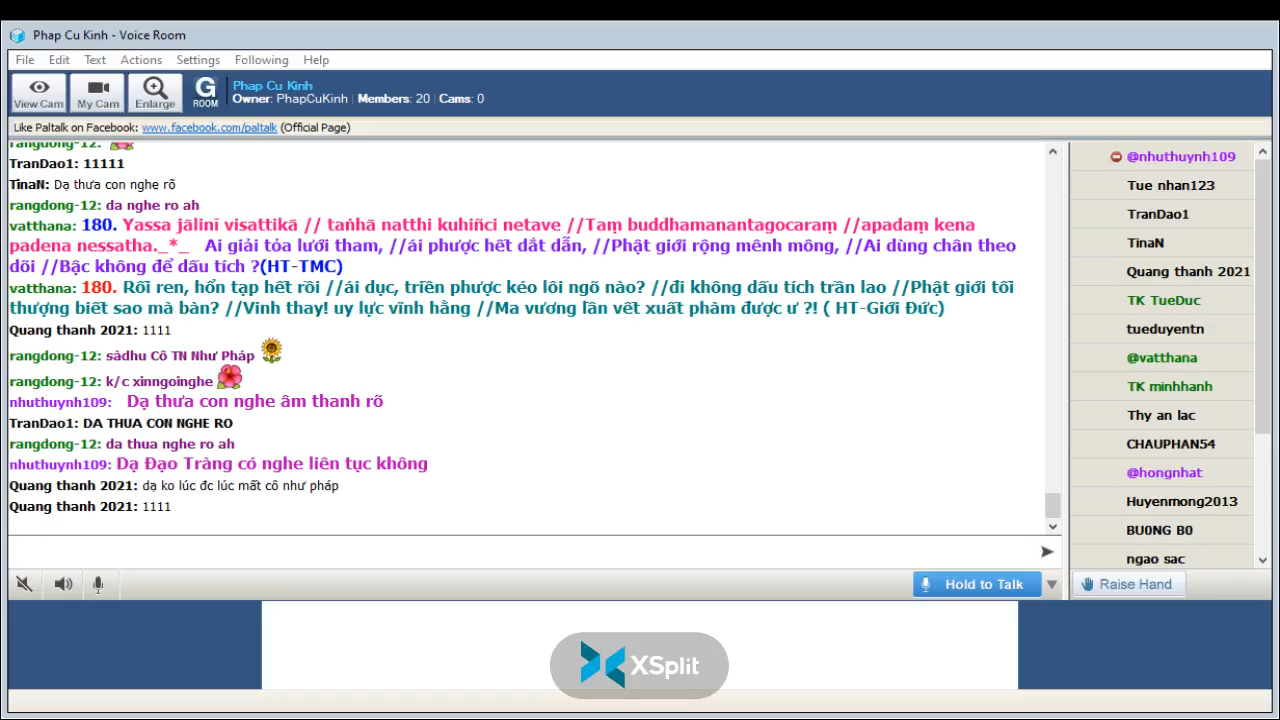 Phap Cu Kinh - Voice Room
File Edit Text Actions Settings Following Help
View Cam My Cam Enlarge G ROOM
Phap Cu Kinh
Owner: PhapCuKinh | Members: 20 | Cams: 0
Like Paltalk on Facebook: www.facebook.com/paltalk (Official Page)
rangdong-12:
TranDao1: 11111
TinaN: Dạ thưa con nghe rõ
rangdong-12: da nghe ro ah
vatthana: 180. Yassa jālinī visattikā // taṅhā natthi kuhiñci netave //Taṃ buddhamanantagocaraṃ //apadaṃ kena
padena nessatha._*_ Ai giải tỏa lưới tham, //ái phược hết dắt dẫn, //Phật giới rộng mênh mông, //Ai dùng chân theo
dõi //Bậc không để dấu tích ?(HT-TMC)
vatthana: 180. Rối ren, hổn tạp hết rồi //ái dục, triền phược kéo lôi ngõ nào? //đi không dấu tích trần lao //Phật giới tối
thượng biết sao mà bàn? //Vinh thay! uy lực vĩnh hằng //Ma vương lần vết xuất phàm được ư ?! ( HT-Giới Đức)
Quang thanh 2021: 1111
rangdong-12: sàdhu Cô TN Như Pháp
rangdong-12: k/c xinngoinghe
nhuthuynh109: Dạ thưa con nghe âm thanh rõ
TranDao1: DA THUA CON NGHE RO
rangdong-12: da thua nghe ro ah
nhuthuynh109: Dạ Đạo Tràng có nghe liên tục không
Quang thanh 2021: dạ ko lúc đc lúc mất cô như pháp
Quang thanh 2021: 1111
Hold to Talk
@nhuthuynh109
Tue nhan123
TranDao1
TinaN
Quang thanh 2021
TK TueDuc
tueduyentn
@vatthana
TK minhhanh
Thy an lac
CHAUPHAN54
@hongnhat
Huyenmong2013
BU0NG B0
ngao sac
Raise Hand
XSplit